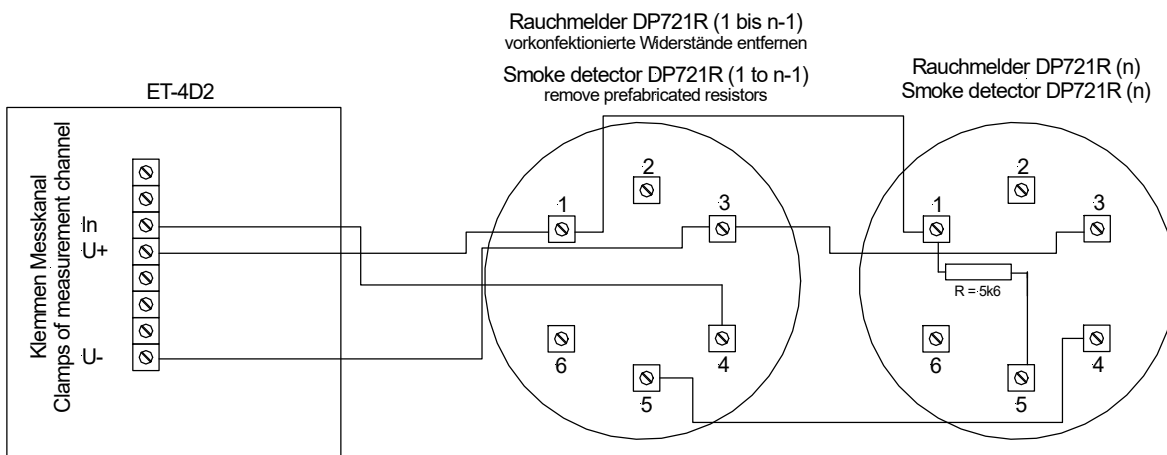 Rauchmelder DP721R (1 bis n-1)
vorkonfektionierte Widerstände entfernen
Smoke detector DP721R (1 to n-1)
remove prefabricated resistors
Rauchmelder DP721R (n)
Smoke detector DP721R (n)
ET-4D2
Klemmen Messkanal
Clamps of measurement channel
In
U+
U-
1
2
3
4
5
6
1
2
3
4
5
6
R = 5k6